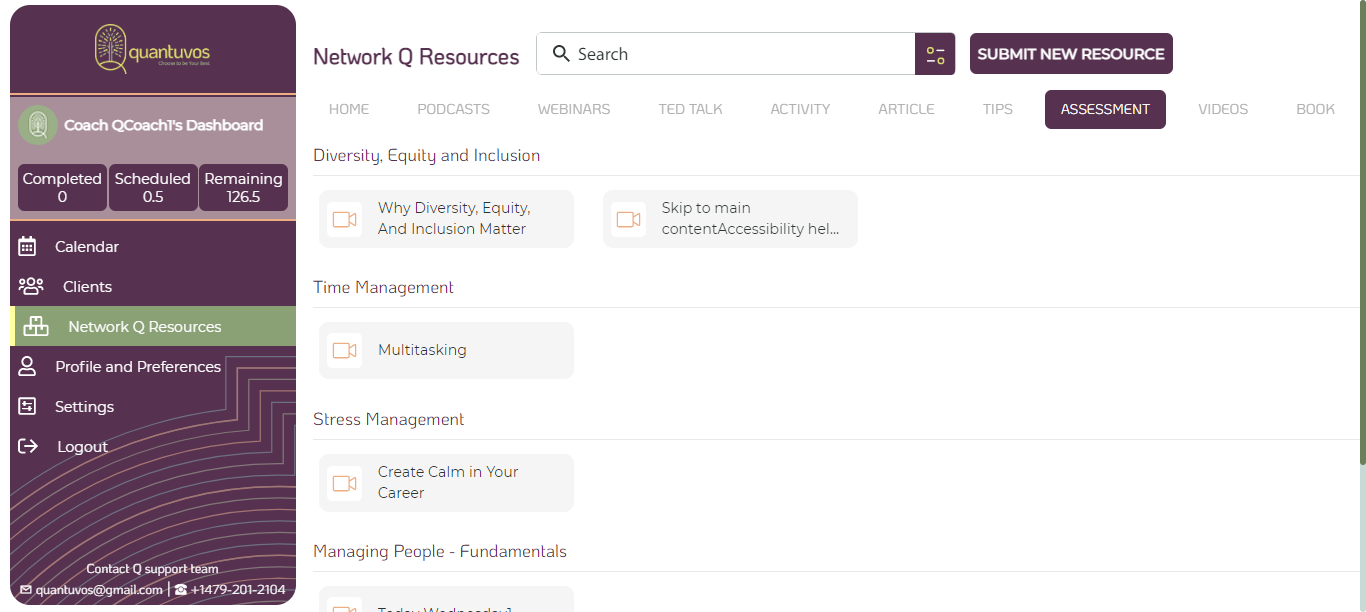 quantuvos
Choose to be Your Best
Coach QCoach1's Dashboard
Completed
0
Scheduled
0.5
Remaining
126.5
Calendar
Clients
Network Q Resources
Profile and Preferences
Settings
Logout
Contact Q support team
quantuvos@gmail.com | +1479-201-2104
Network Q Resources
Search
SUBMIT NEW RESOURCE
HOME PODCASTS WEBINARS TED TALK ACTIVITY ARTICLE TIPS ASSESSMENT VIDEOS BOOK
Diversity, Equity and Inclusion
Why Diversity, Equity,
And Inclusion Matter
Skip to main
contentAccessibility hel...
Time Management
Multitasking
Stress Management
Create Calm in Your
Career
Managing People - Fundamentals
Today Wednesday1